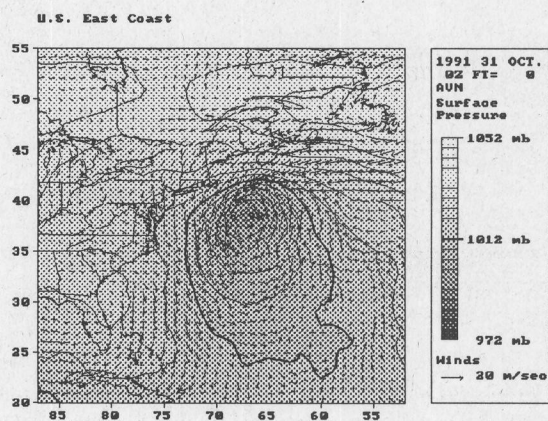 U.S. East Coast
55
50
45
40
35
30
25
20
85 80 75 70 65 60 55
1991 31 OCT.
0Z FT= 0
AVN
Surface
Pressure
1052 mb
1012 mb
972 mb
Winds
20 m/sec